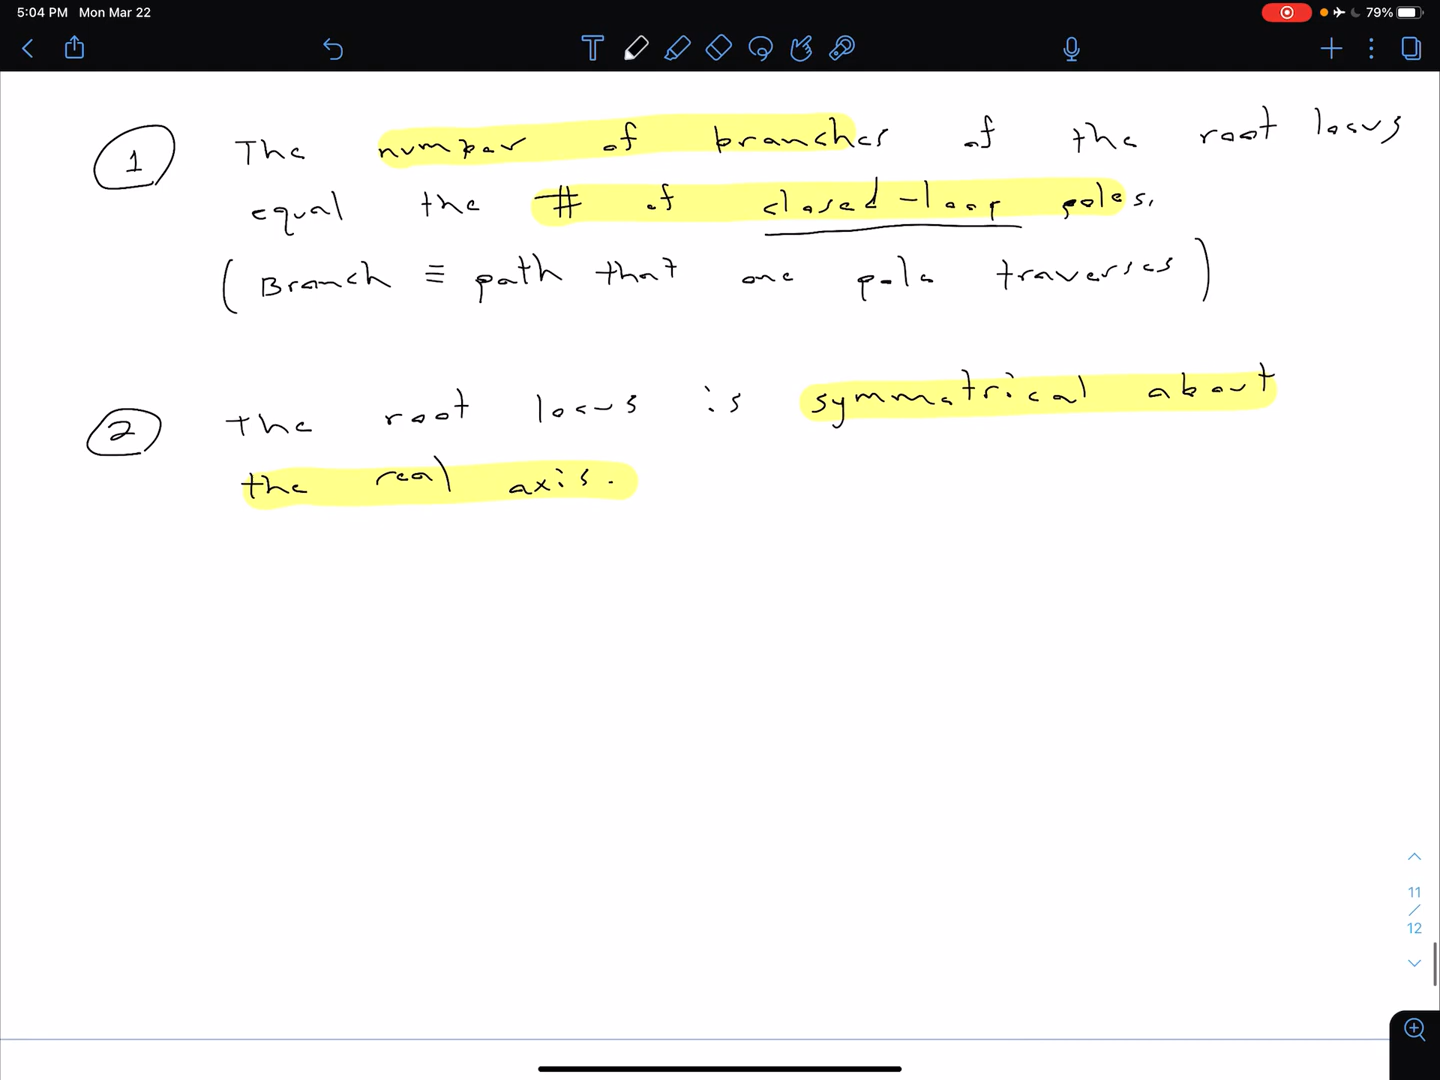 5:04 PM Mon Mar 22
79%
1 The number of branches of the root locus
equal the # of closed-loop poles.
(Branch ≡ path that one pole traverses)
2 The root locus is symmetrical about
the real axis.
11
/
12